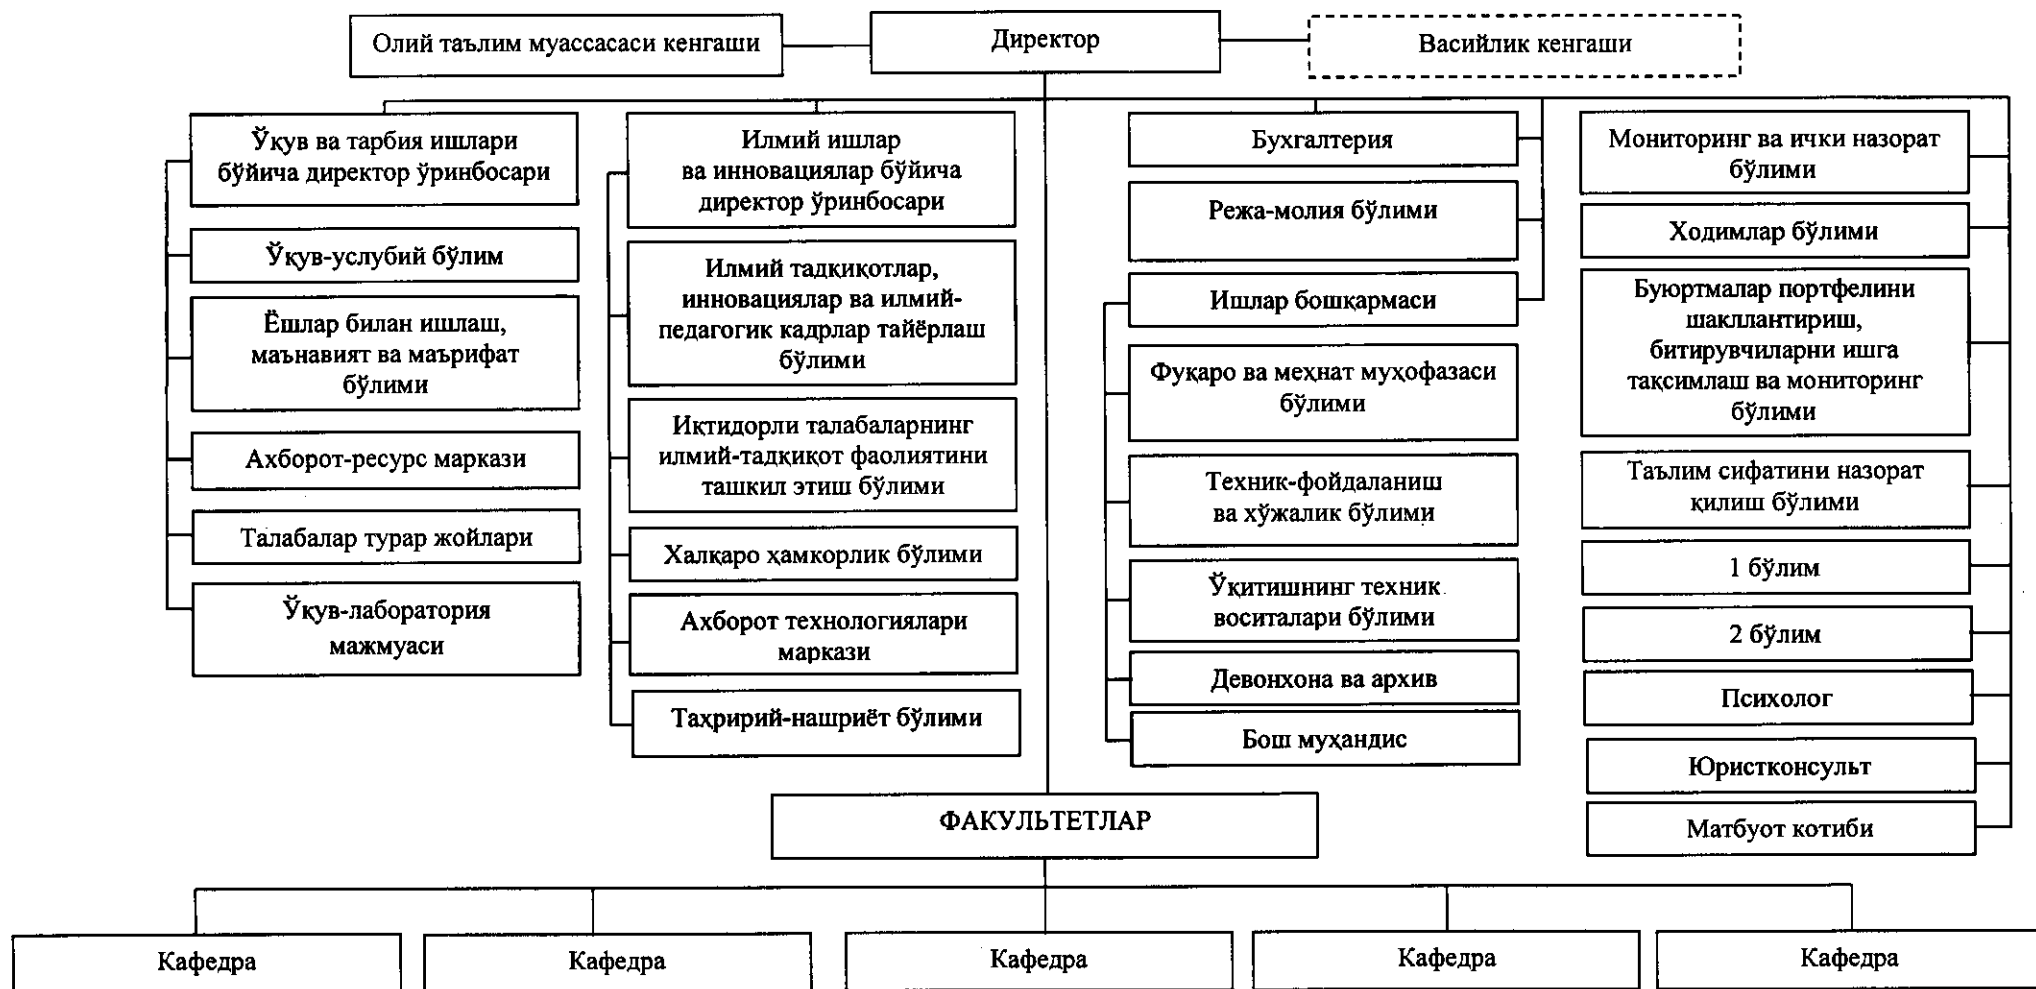 Олий таълим муассасаси кенгаши
Директор
Васийлик кенгаши
Ўқув ва тарбия ишлари
бўйича директор ўринбосари
Ўқув-услубий бўлим
Ёшлар билан ишлаш,
маънавият ва маърифат
бўлими
Ахборот-ресурс маркази
Талабалар турар жойлари
Ўқув-лаборатория
мажмуаси
Илмий ишлар
ва инновациялар бўйича
директор ўринбосари
Илмий тадқиқотлар,
инновациялар ва илмий-
педагогик кадрлар тайёрлаш
бўлими
Иқтидорли талабаларнинг
илмий-тадқиқот фаолиятини
ташкил этиш бўлими
Халқаро ҳамкорлик бўлими
Ахборот технологиялари
маркази
Таҳририй-нашриёт бўлими
Бухгалтерия
Режа-молия бўлими
Ишлар бошқармаси
Фуқаро ва меҳнат муҳофазаси
бўлими
Техник-фойдаланиш
ва хўжалик бўлими
Ўқитишнинг техник
воситалари бўлими
Девонхона ва архив
Бош муҳандис
Мониторинг ва ички назорат
бўлими
Ходимлар бўлими
Буюртмалар портфелини
шакллантириш,
битирувчиларни ишга
тақсимлаш ва мониторинг
бўлими
Таълим сифатини назорат
қилиш бўлими
1 бўлим
2 бўлим
Психолог
Юристконсульт
Матбуот котиби
ФАКУЛЬТЕТЛАР
Кафедра
Кафедра
Кафедра
Кафедра
Кафедра